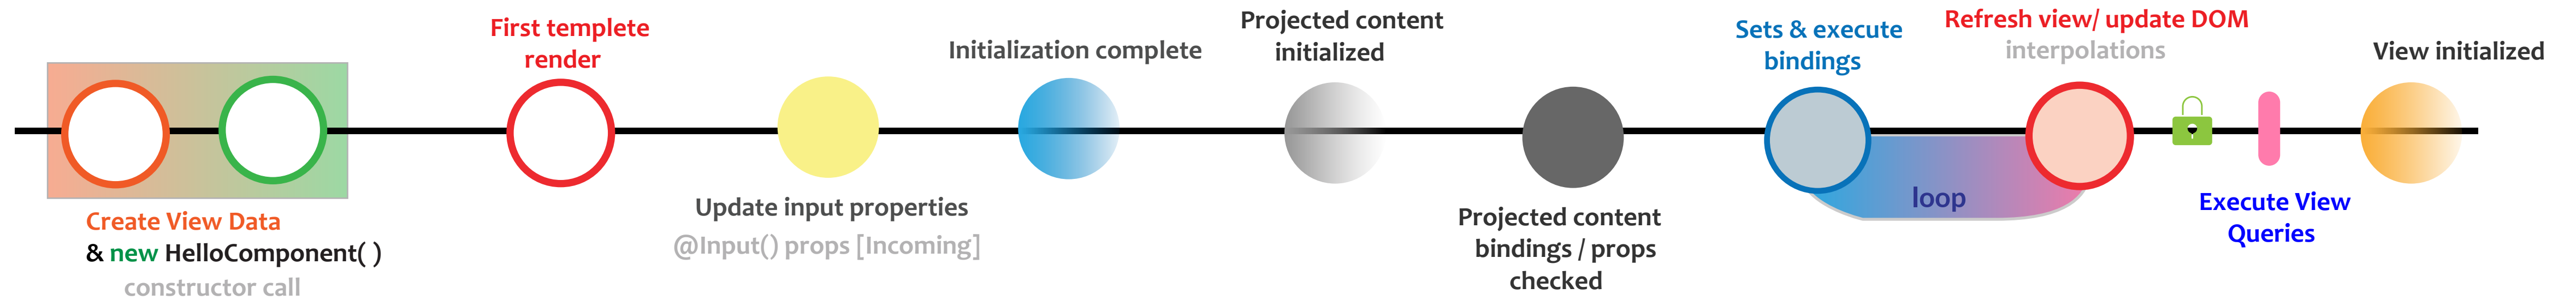 Create View Data
& new HelloComponent( )
constructor call
First templete
render
Update input properties
@Input() props [Incoming]
Initialization complete
Projected content
initialized
Projected content
bindings / props
checked
Sets & execute
bindings
loop
Refresh view/ update DOM
interpolations
Execute View
Queries
View initialized